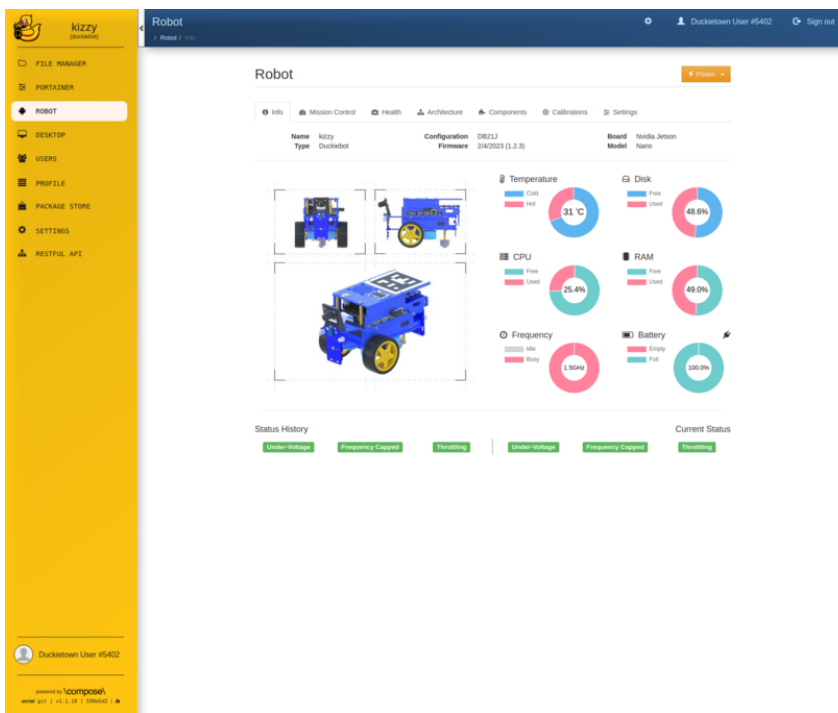 kizzy
(duckiebot)
FILE MANAGER
PORTAINER
ROBOT
DESKTOP
USERS
PROFILE
PACKAGE STORE
SETTINGS
RESTFUL API
Duckietown User #5402
powered by \compose\
serial git | v1.2.10 |
Robot
/ Robot / Info
Duckietown User #5402
Sign out
Robot
Power
Info Mission Control Health Architecture Components Calibrations Settings
Name kizzy Configuration DB21J Board Nvidia Jetson
Type Duckiebot Firmware 2/4/2023 (1.2.3) Model Nano
Temperature
Cold
Hot
31 °C
Disk
Free
Used
48.6%
CPU
Free
Used
25.4%
RAM
Free
Used
49.0%
Frequency
Idle
Busy
1.5GHz
Battery
Empty
Full
100.0%
Status History Current Status
Under-Voltage Frequency Capped Throttling Under-Voltage Frequency Capped Throttling